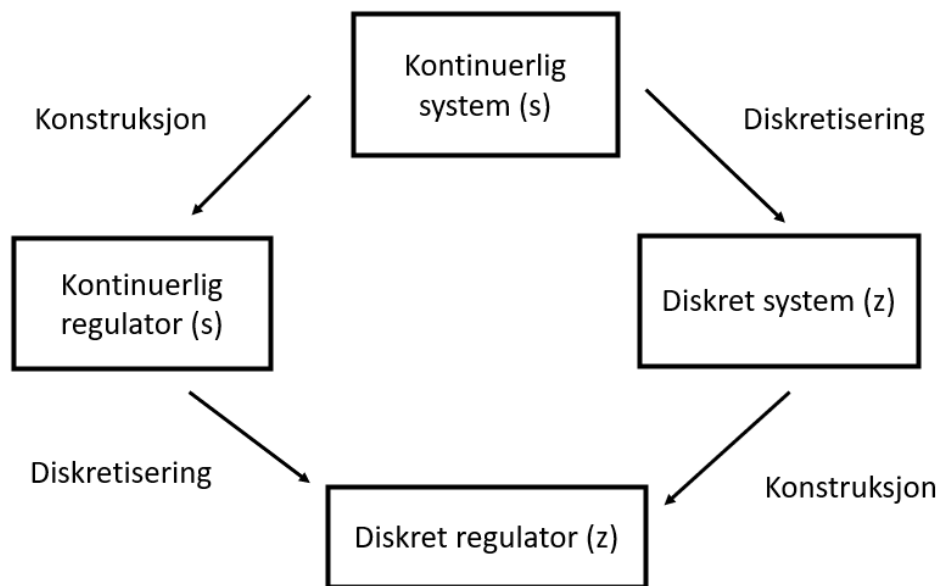 Kontinuerlig
system (s)
Konstruksjon
Diskretisering
Kontinuerlig
regulator (s)
Diskret system (z)
Diskretisering
Konstruksjon
Diskret regulator (z)